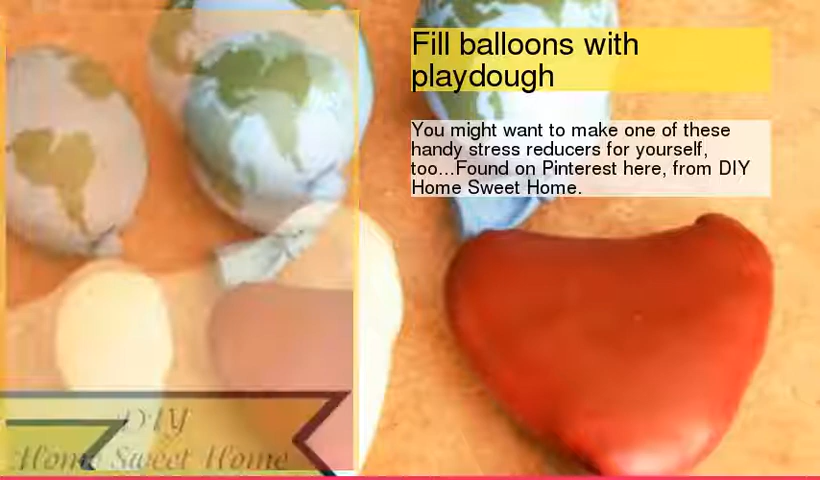 Fill balloons with
playdough
You might want to make one of these
handy stress reducers for yourself,
too...Found on Pinterest here, from DIY
Home Sweet Home.
DIY
Home Sweet Home